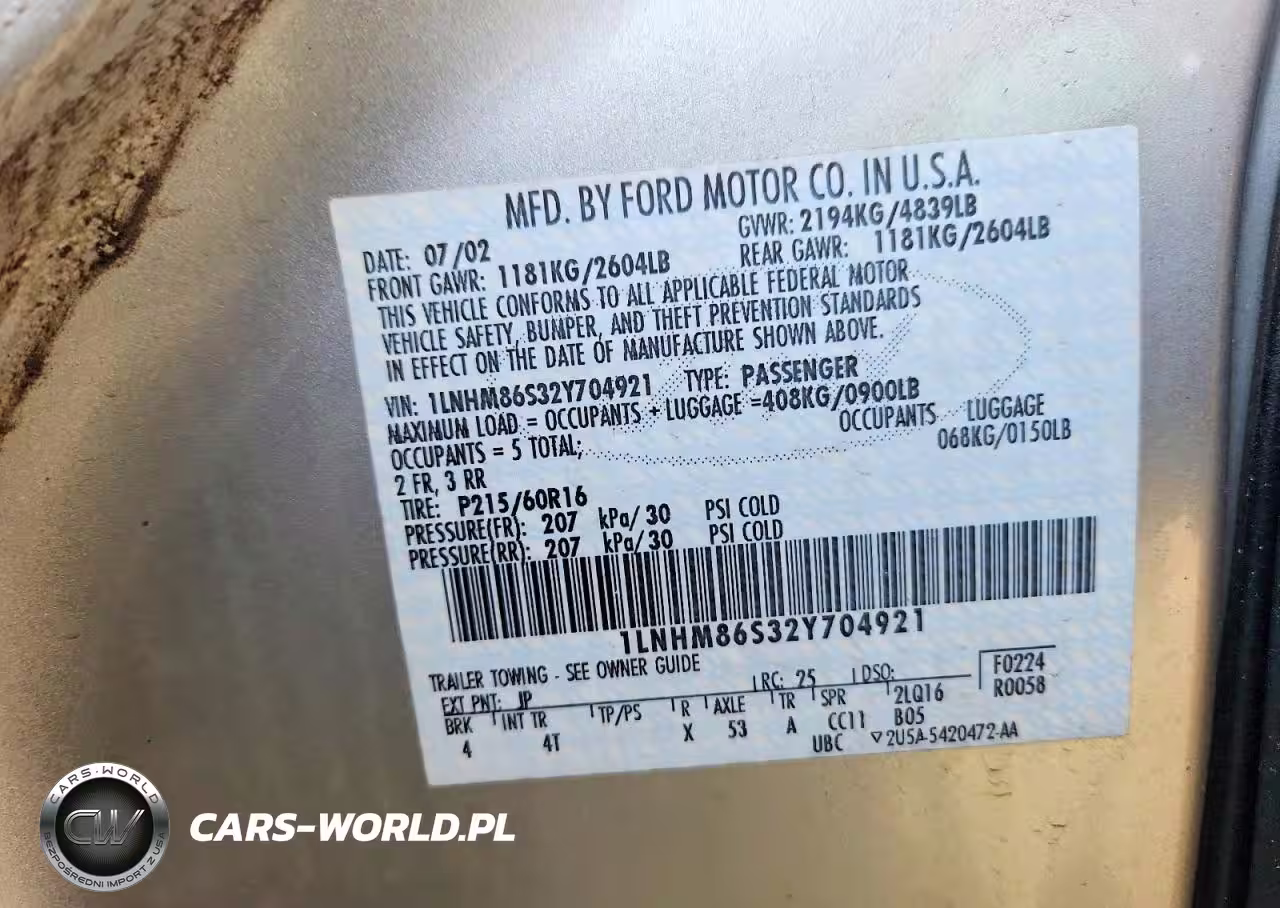 MFD. BY FORD MOTOR CO. IN U.S.A.
DATE: 07/02 GVWR: 2194KG/4839LB
FRONT GAWR: 1181KG/2604LB REAR GAWR: 1181KG/2604LB
THIS VEHICLE CONFORMS TO ALL APPLICABLE FEDERAL MOTOR
VEHICLE SAFETY, BUMPER, AND THEFT PREVENTION STANDARDS
IN EFFECT ON THE DATE OF MANUFACTURE SHOWN ABOVE.
VIN: 1LNHM86S32Y704921 TYPE: PASSENGER
MAXIMUM LOAD = OCCUPANTS + LUGGAGE =408KG/0900LB
OCCUPANTS = 5 TOTAL; OCCUPANTS LUGGAGE
2 FR, 3 RR 068KG/0150LB
TIRE: P215/60R16
PRESSURE(FR): 207 kPa/ 30 PSI COLD
PRESSURE(RR): 207 kPa/ 30 PSI COLD
1LNHM86S32Y704921
TRAILER TOWING - SEE OWNER GUIDE
EXT PNT: JP RC: 25 DSO: F0224
BRK INT TR TP/PS R AXLE TR SPR 2LQ16 R0058
4 4T X 53 A CC11 B05
UBC ▽2U5A-5420472-AA
CARS-WORLD
CW
BEZPOŚREDNI IMPORT Z USA
CARS-WORLD.PL